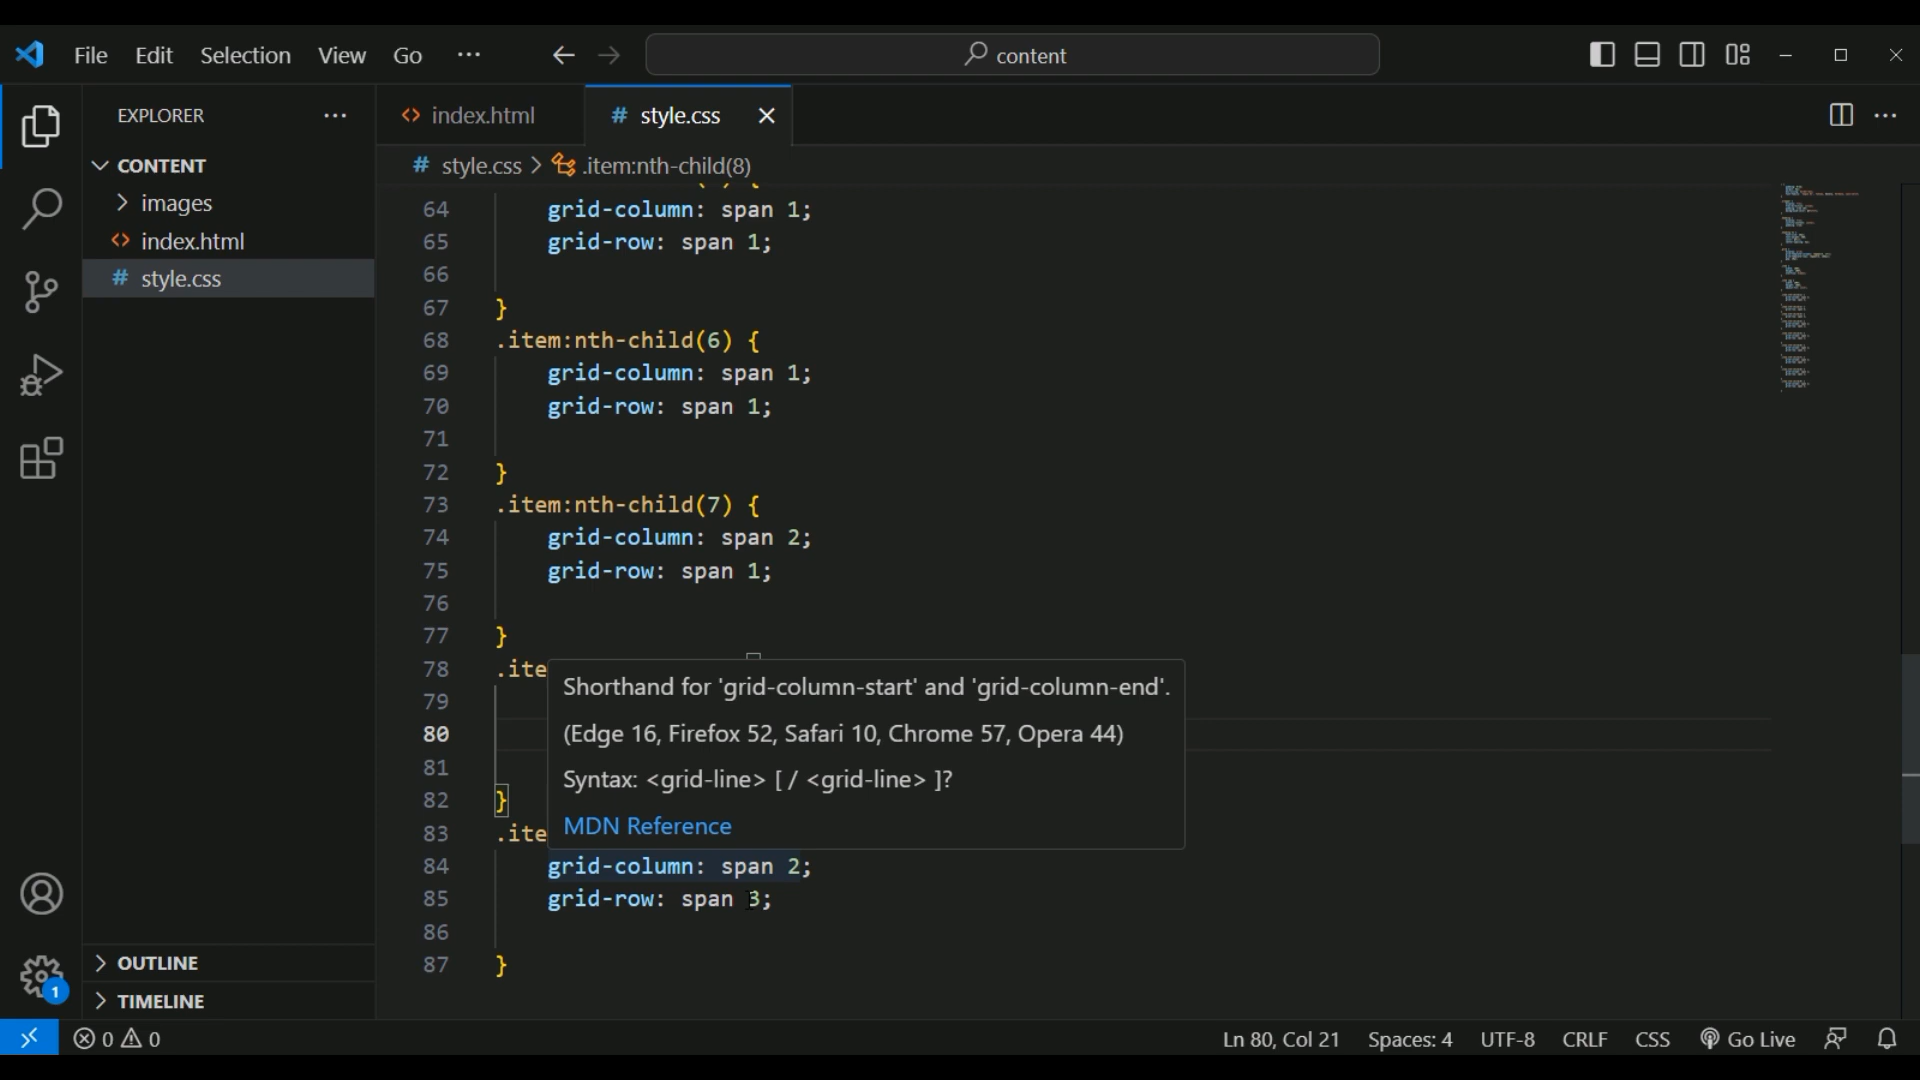 File Edit Selection View Go ··· content
EXPLORER ···
index.html # style.css
CONTENT
# style.css > .item:nth-child(8)
images
index.html
# style.css
64 grid-column: span 1;
65 grid-row: span 1;
66
67 }
68 .item:nth-child(6) {
69 grid-column: span 1;
70 grid-row: span 1;
71
72 }
73 .item:nth-child(7) {
74 grid-column: span 2;
75 grid-row: span 1;
76
77 }
78 .ite
79
80
81
82 }
83 .ite
Shorthand for 'grid-column-start' and 'grid-column-end'.
(Edge 16, Firefox 52, Safari 10, Chrome 57, Opera 44)
Syntax: <grid-line> [ / <grid-line> ]?
MDN Reference
84 grid-column: span 2;
85 grid-row: span 3;
86
87 }
OUTLINE
TIMELINE
1
0 0 Ln 80, Col 21 Spaces: 4 UTF-8 CRLF CSS Go Live